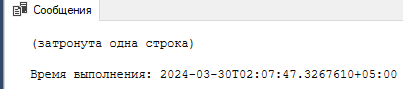 Сообщения
(затронута одна строка)
Время выполнения: 2024-03-30T02:07:47.3267610+05:00